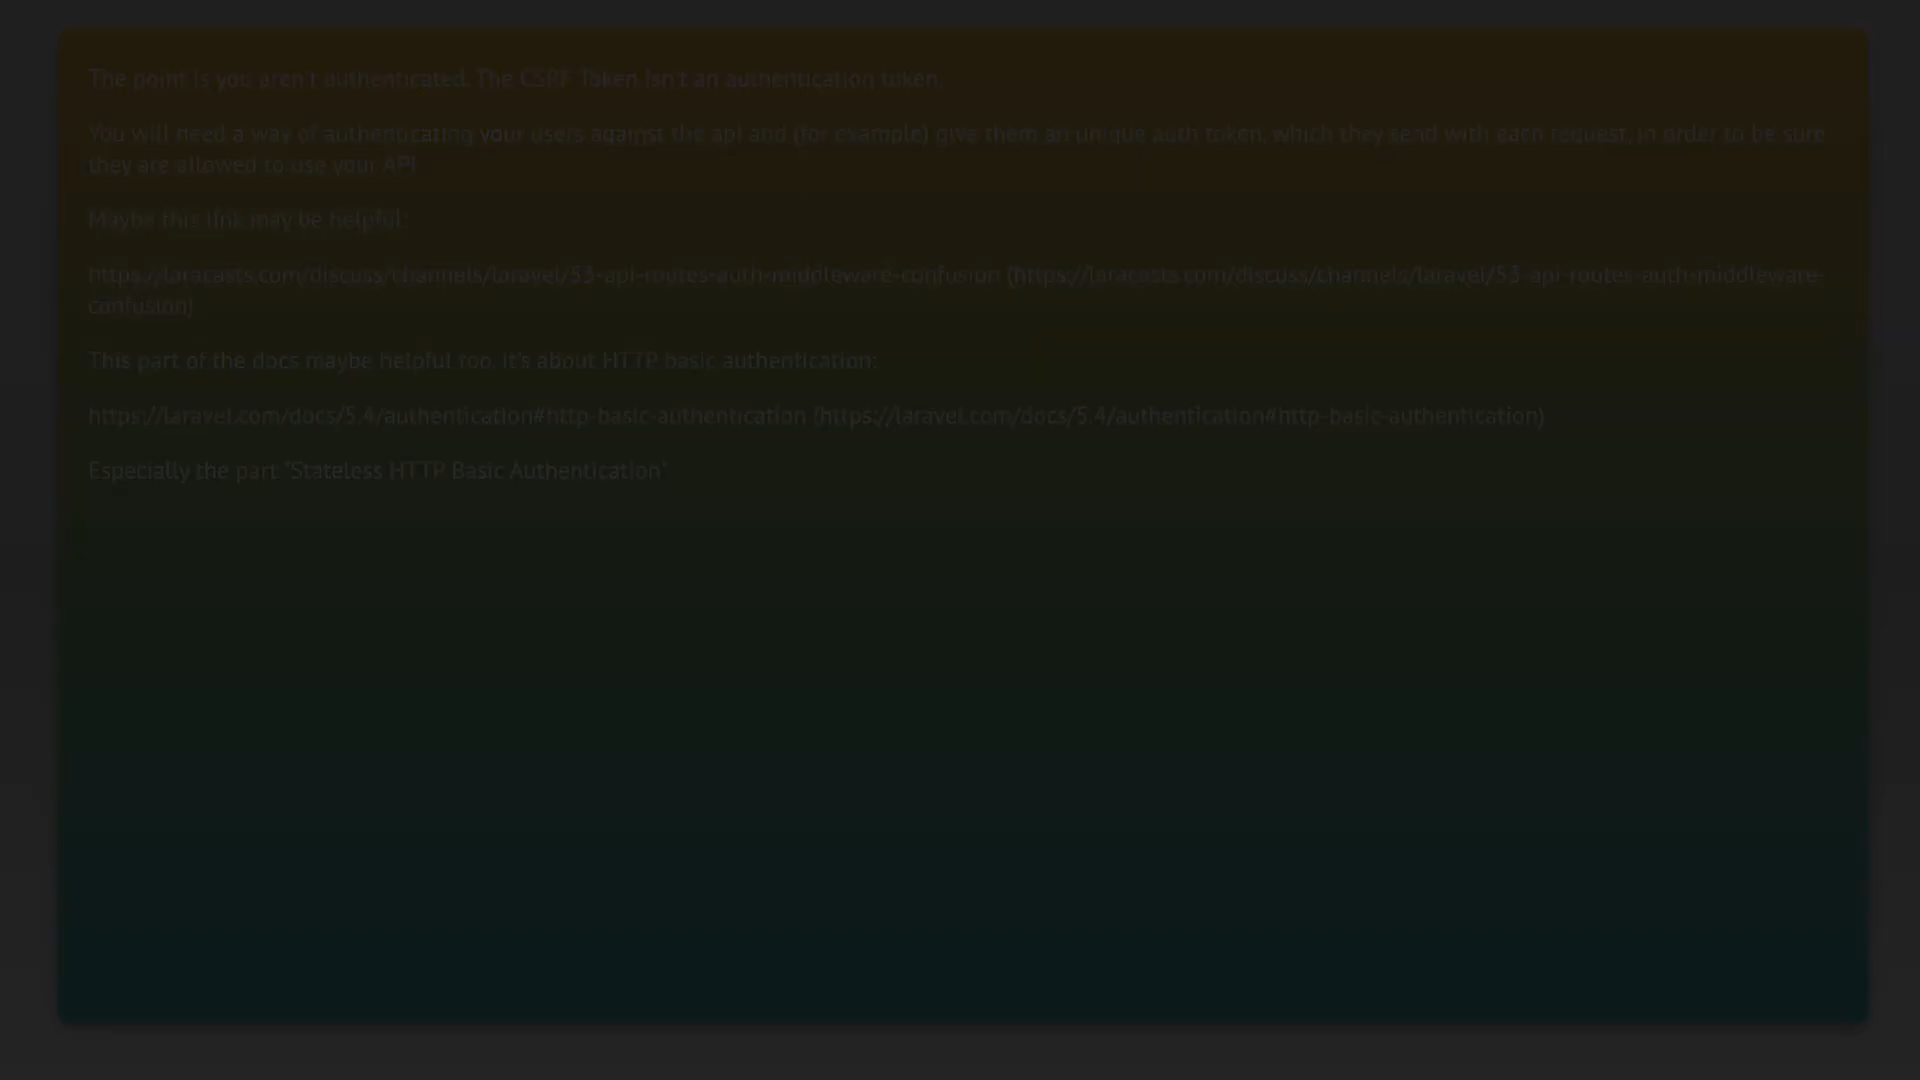 The point is you aren't authenticated. The CSRF Token isn't an authentication token.
You will need a way of authenticating your users against the api and (for example) give them an unique auth token, which they send with each request, in order to be sure
they are allowed to use your API
Maybe this link may be helpful:
https://laracasts.com/discuss/channels/laravel/53-api-routes-auth-middleware-confusion (https://laracasts.com/discuss/channels/laravel/53-api-routes-auth-middleware-
confusion)
This part of the docs maybe helpful too, it's about HTTP basic authentication:
https://laravel.com/docs/5.4/authentication#http-basic-authentication (https://laravel.com/docs/5.4/authentication#http-basic-authentication)
Especially the part "Stateless HTTP Basic Authentication"